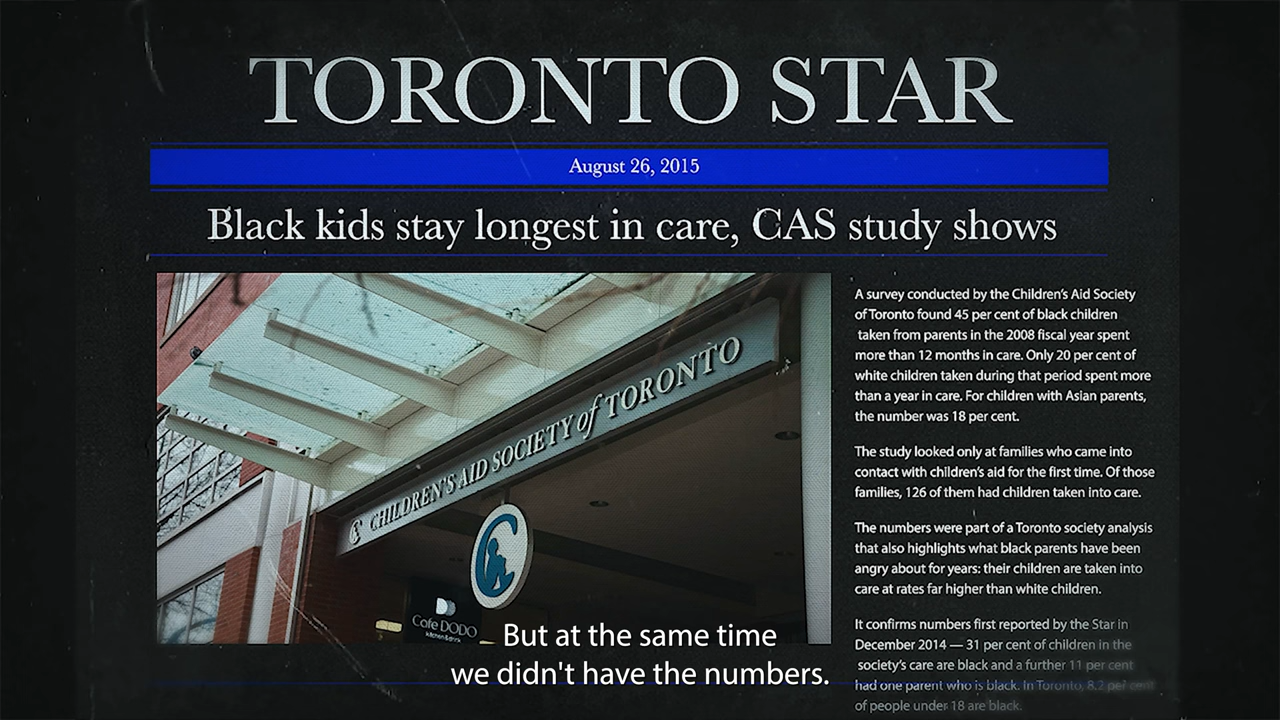 TORONTO STAR
August 26, 2015
Black kids stay longest in care, CAS study shows
CHILDREN'S AID SOCIETY of TORONTO
Cafe DODO
kitchen & drink
A survey conducted by the Children's Aid Society
of Toronto found 45 per cent of black children
taken from parents in the 2008 fiscal year spent
more than 12 months in care. Only 20 per cent of
white children taken during that period spent more
than a year in care. For children with Asian parents,
the number was 18 per cent.
The study looked only at families who came into
contact with children's aid for the first time. Of those
families, 126 of them had children taken into care.
The numbers were part of a Toronto society analysis
that also highlights what black parents have been
angry about for years: their children are taken into
care at rates far higher than white children.
It confirms numbers first reported by the Star in
December 2014 — 31 per cent of children in the
society's care are black and a further 11 per cent
had one parent who is black. In Toronto, 8.2 per cent
of people under 18 are black.
But at the same time
we didn't have the numbers.